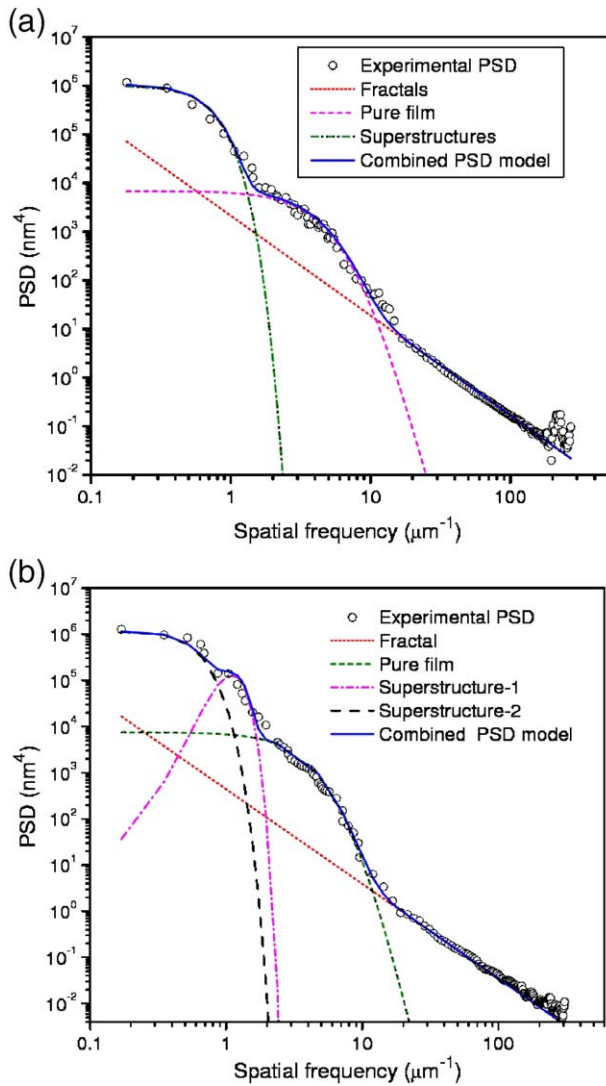 (a)
10^7
10^6
10^5
10^4
10^3
10^2
10^1
10^0
10^-1
10^-2
PSD (nm^4)
Experimental PSD
Fractals
Pure film
Superstructures
Combined PSD model
0.1 1 10 100
Spatial frequency (μm^-1)
(b)
10^7
10^6
10^5
10^4
10^3
10^2
10^1
10^0
10^-1
10^-2
PSD (nm^4)
Experimental PSD
Fractal
Pure film
Superstructure-1
Superstructure-2
Combined PSD model
0.1 1 10 100
Spatial frequency (μm^-1)